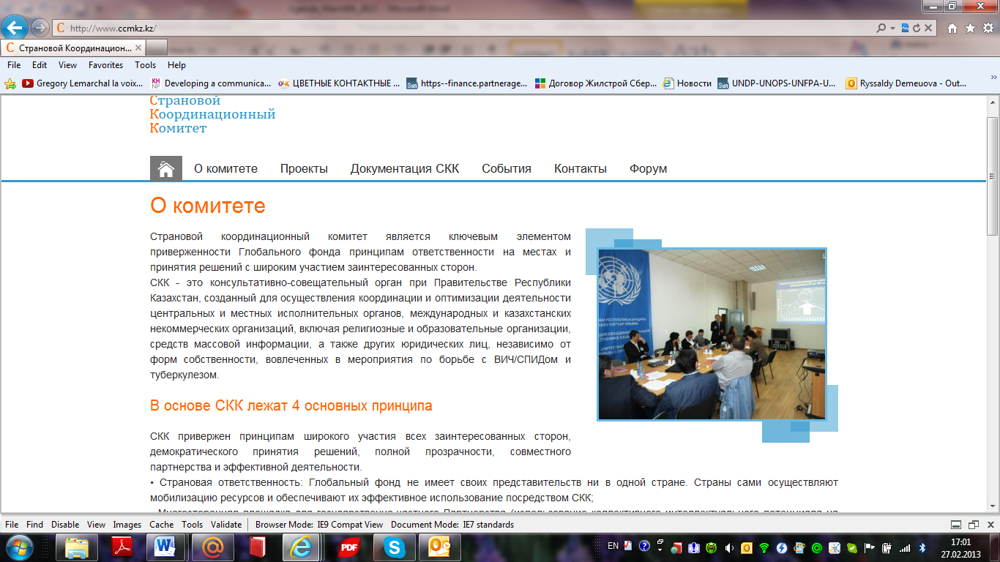 http://www.ccmkz.kz/
Страновой Координацион...
File Edit View Favorites Tools Help
Gregory Lemarchal la voix... Developing a communica... ЦВЕТНЫЕ КОНТАКТНЫЕ ... https--finance.partnerage... Договор Жилстрой Сбер... Новости UNDP-UNOPS-UNFPA-U... Ryssaldy Demeuova - Out...
Страновой
Координационный
Комитет
О комитете Проекты Документация СКК События Контакты Форум
О комитете
Страновой координационный комитет является ключевым элементом
приверженности Глобального фонда принципам ответственности на местах и
принятия решений с широким участием заинтересованных сторон.
СКК - это консультативно-совещательный орган при Правительстве Республики
Казахстан, созданный для осуществления координации и оптимизации деятельности
центральных и местных исполнительных органов, международных и казахстанских
некоммерческих организаций, включая религиозные и образовательные организации,
средств массовой информации, а также других юридических лиц, независимо от
форм собственности, вовлеченных в мероприятия по борьбе с ВИЧ/СПИДом и
туберкулезом.
В основе СКК лежат 4 основных принципа
СКК привержен принципам широкого участия всех заинтересованных сторон,
демократического принятия решений, полной прозрачности, совместного
партнерства и эффективной деятельности.
• Страновая ответственность: Глобальный фонд не имеет своих представительств ни в одной стране. Страны сами осуществляют
мобилизацию ресурсов и обеспечивают их эффективное использование посредством СКК;
File Find Disable View Images Cache Tools Validate Browser Mode: IE9 Compat View Document Mode: IE7 standards
EN
17:01
27.02.2013